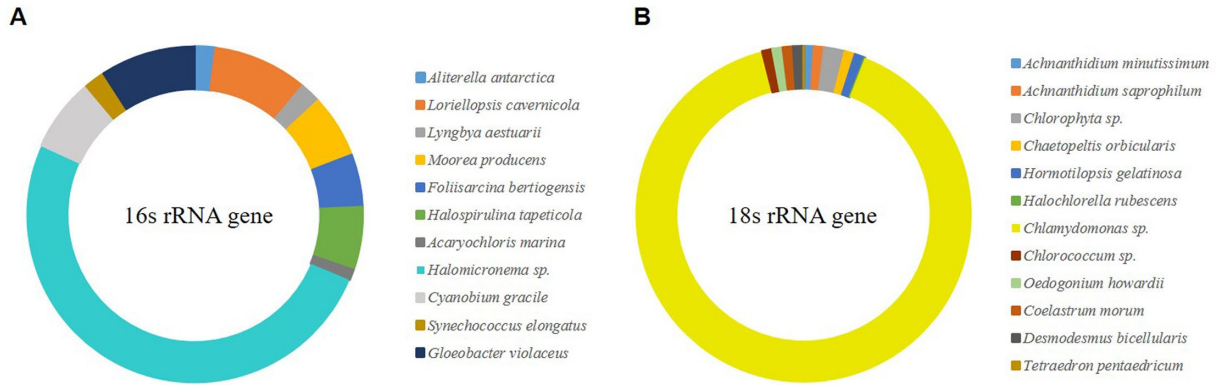 A
16s rRNA gene
Aliterella antarctica
Loriellopsis cavernicola
Lyngbya aestuarii
Moorea producens
Foliisarcina bertiogensis
Halospirulina tapeticola
Acaryochloris marina
Halomicronema sp.
Cyanobium gracile
Synechococcus elongatus
Gloeobacter violaceus
B
18s rRNA gene
Achnanthidium minutissimum
Achnanthidium saprophilum
Chlorophyta sp.
Chaetopeltis orbicularis
Hormotilopsis gelatinosa
Halochlorella rubescens
Chlamydomonas sp.
Chlorococcum sp.
Oedogonium howardii
Coelastrum morum
Desmodesmus bicellularis
Tetraedron pentaedricum